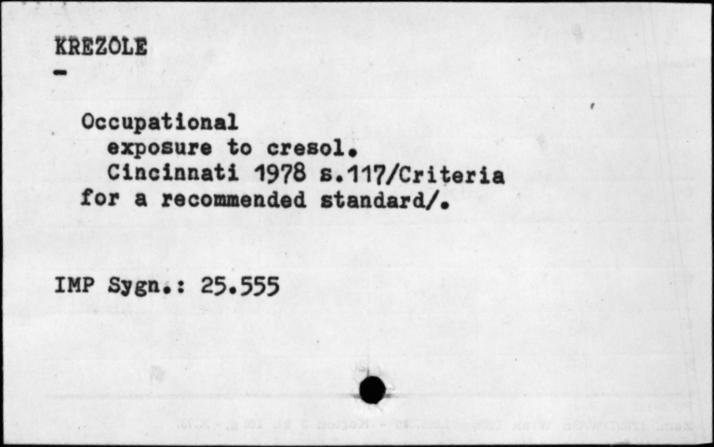 KREZOLE
Occupational
exposure to cresol.
Cincinnati 1978 s.117/Criteria
for a recommended standard/.
IMP Sygn.: 25.555